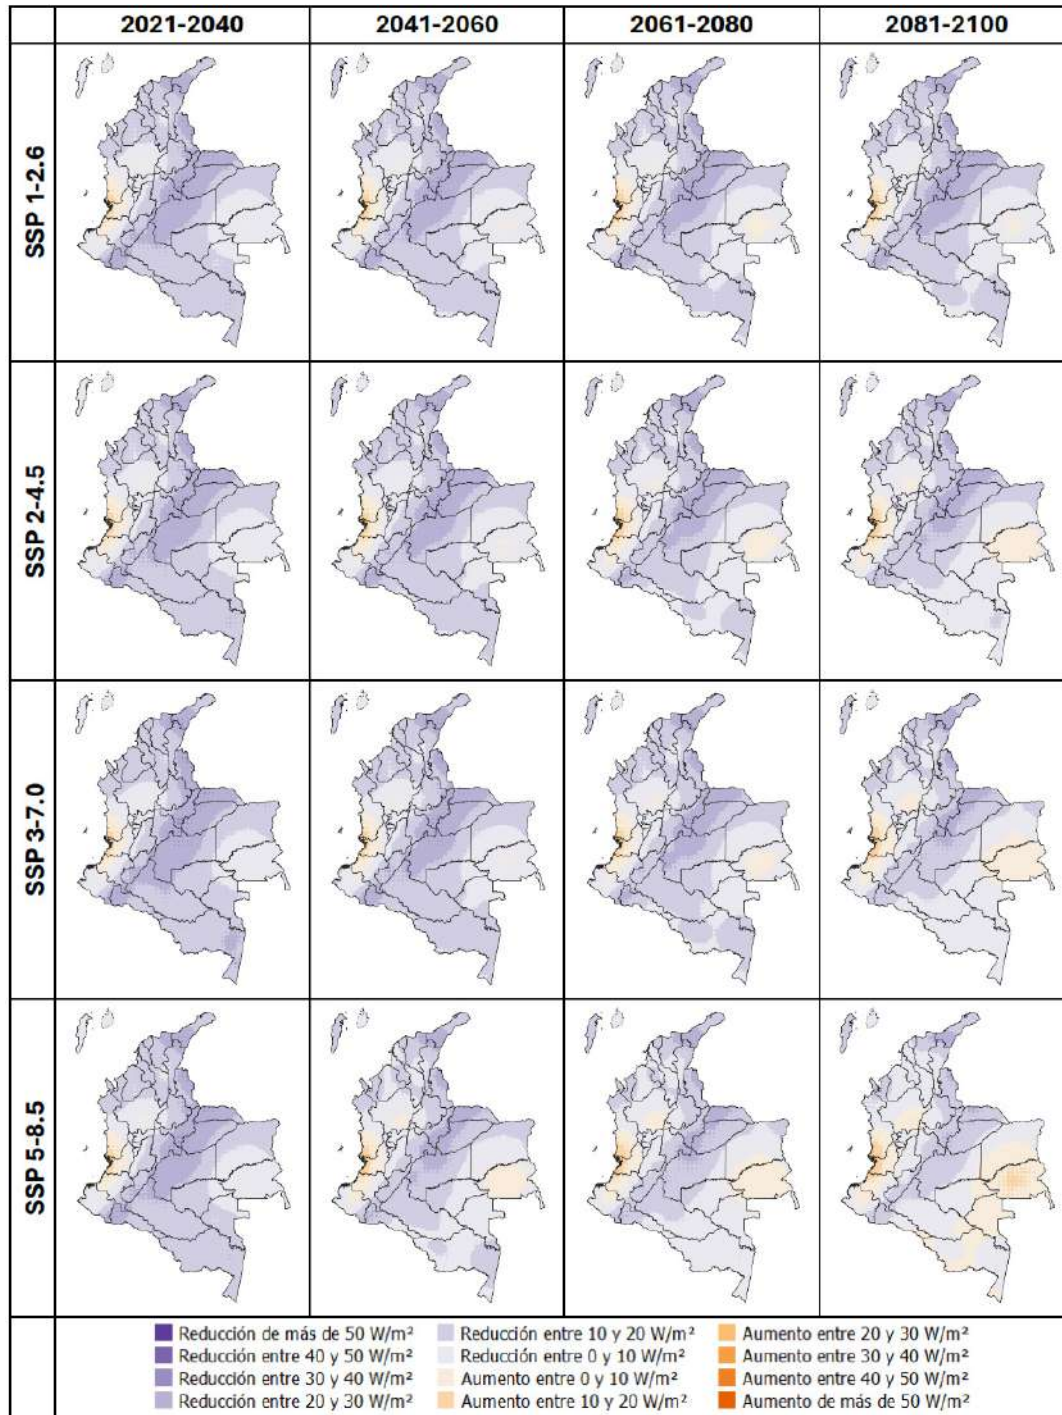 2021-2040 2041-2060 2061-2080 2081-2100
SSP 1-2.6
SSP 2-4.5
SSP 3-7.0
SSP 5-8.5
Reducción de más de 50 W/m² Reducción entre 10 y 20 W/m² Aumento entre 20 y 30 W/m²
Reducción entre 40 y 50 W/m² Reducción entre 0 y 10 W/m² Aumento entre 30 y 40 W/m²
Reducción entre 30 y 40 W/m² Aumento entre 0 y 10 W/m² Aumento entre 40 y 50 W/m²
Reducción entre 20 y 30 W/m² Aumento entre 10 y 20 W/m² Aumento de más de 50 W/m²